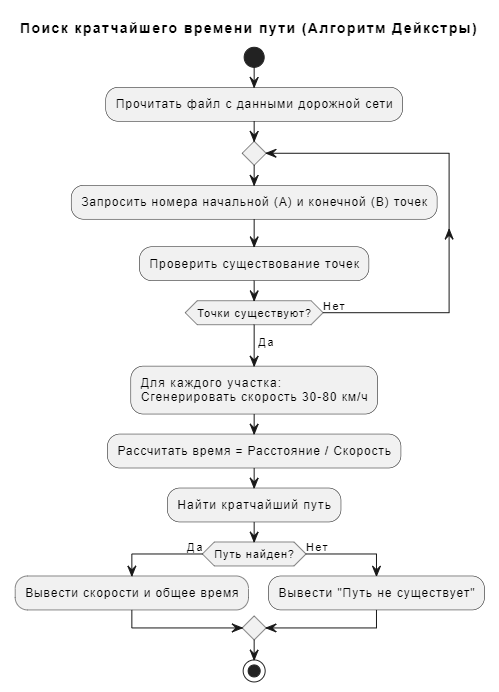 Поиск кратчайшего времени пути (Алгоритм Дейкстры)
Прочитать файл с данными дорожной сети
Запросить номера начальной (A) и конечной (B) точек
Проверить существование точек
Точки существуют?
Нет
Да
Для каждого участка:
Сгенерировать скорость 30-80 км/ч
Рассчитать время = Расстояние / Скорость
Найти кратчайший путь
Да
Путь найден?
Нет
Вывести скорости и общее время
Вывести "Путь не существует"